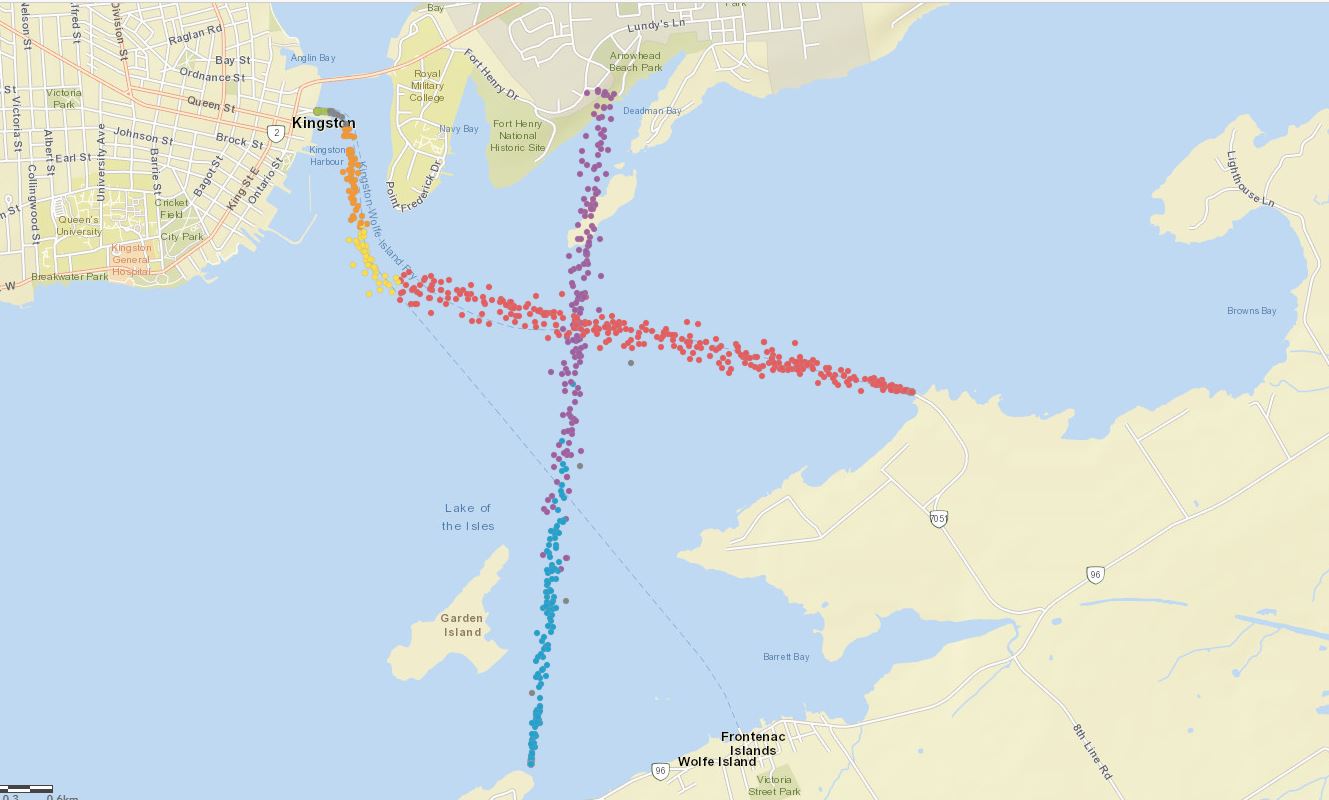 Bay
Park
Nelson St
Alfred St
Division St
Raglan Rd
Lundy's Ln
Bay St
Anglin Bay
Fort Henry Dr
Arrowhead
Beach Park
Ordnance St
Royal
Military
College
St
Victoria
Park
Queen St
Deadman Bay
Victoria St
Kingston
2
Navy Bay
Fort Henry
National
Historic Site
Johnson St
Brock St
Albert St
University Ave
Earl St
Barrie St
Kingston
Harbour
Collingwood St
Bagot St
King St E
Ontario St
Point Frederick Dr
Kingston-Wolfe Island
Lighthouse Ln
Cricket
Field
n St
Queen's
University
City Park
Kingston
General
Hospital
Breakwater Park
W
Browns Bay
Lake of
the Isles
7051
96
Garden
Island
Barrett Bay
Frontenac
Islands
Wolfe Island
96
8th Line Rd
Victoria
Street Park
0.3 0.6km